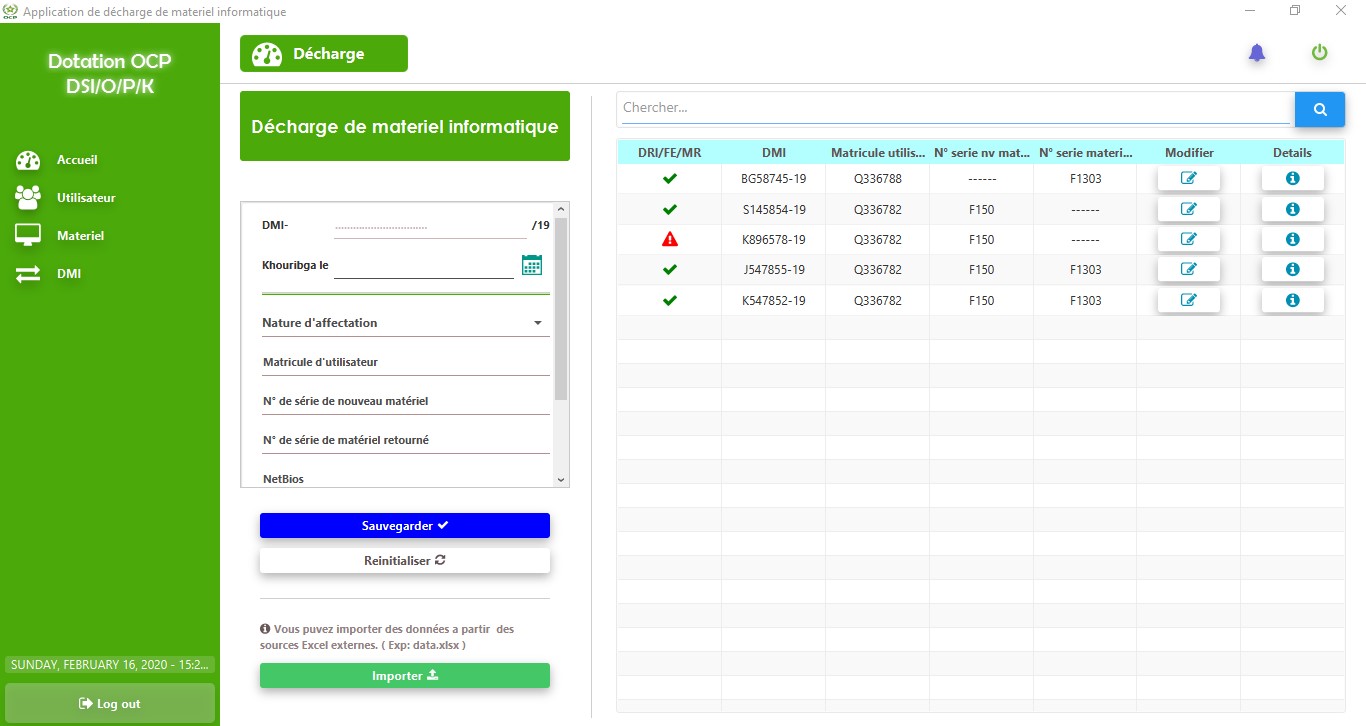 Application de décharge de materiel informatique
Dotation OCP
DSI/O/P/K
Accueil
Utilisateur
Materiel
DMI
SUNDAY, FEBRUARY 16, 2020 - 15:2...
Log out
Décharge
Décharge de materiel informatique
DMI- .............................. /19
Khouribga le
Nature d'affectation
Matricule d'utilisateur
N° de série de nouveau matériel
N° de série de matériel retourné
NetBios
Sauvegarder
Reinitialiser
Vous puvez importer des données a partir des
sources Excel externes. ( Exp: data.xlsx )
Importer
Chercher...
DRI/FE/MR DMI Matricule utilis... N° serie nv mat... N° serie materi... Modifier Details
BG58745-19 Q336788 ------ F1303
S145854-19 Q336782 F150 ------
K896578-19 Q336782 F150 ------
J547855-19 Q336782 F150 F1303
K547852-19 Q336782 F150 F1303